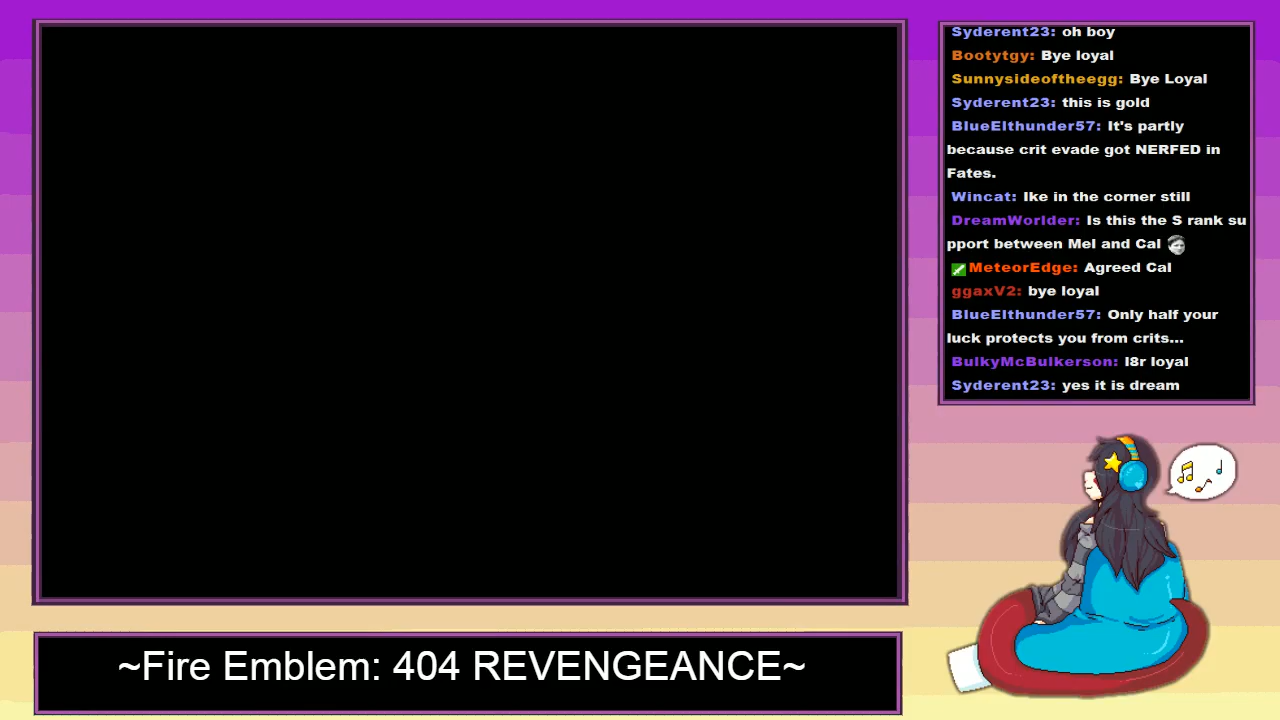 Syderent23: oh boy
Bootytgy: Bye loyal
Sunnysideoftheegg: Bye Loyal
Syderent23: this is gold
BlueElthunder57: It's partly
because crit evade got NERFED in
Fates.
Wincat: Ike in the corner still
DreamWorlder: Is this the S rank su
pport between Mel and Cal
MeteorEdge: Agreed Cal
ggaxV2: bye loyal
BlueElthunder57: Only half your
luck protects you from crits...
BulkyMcBulkerson: l8r loyal
Syderent23: yes it is dream
~Fire Emblem: 404 REVENGEANCE~